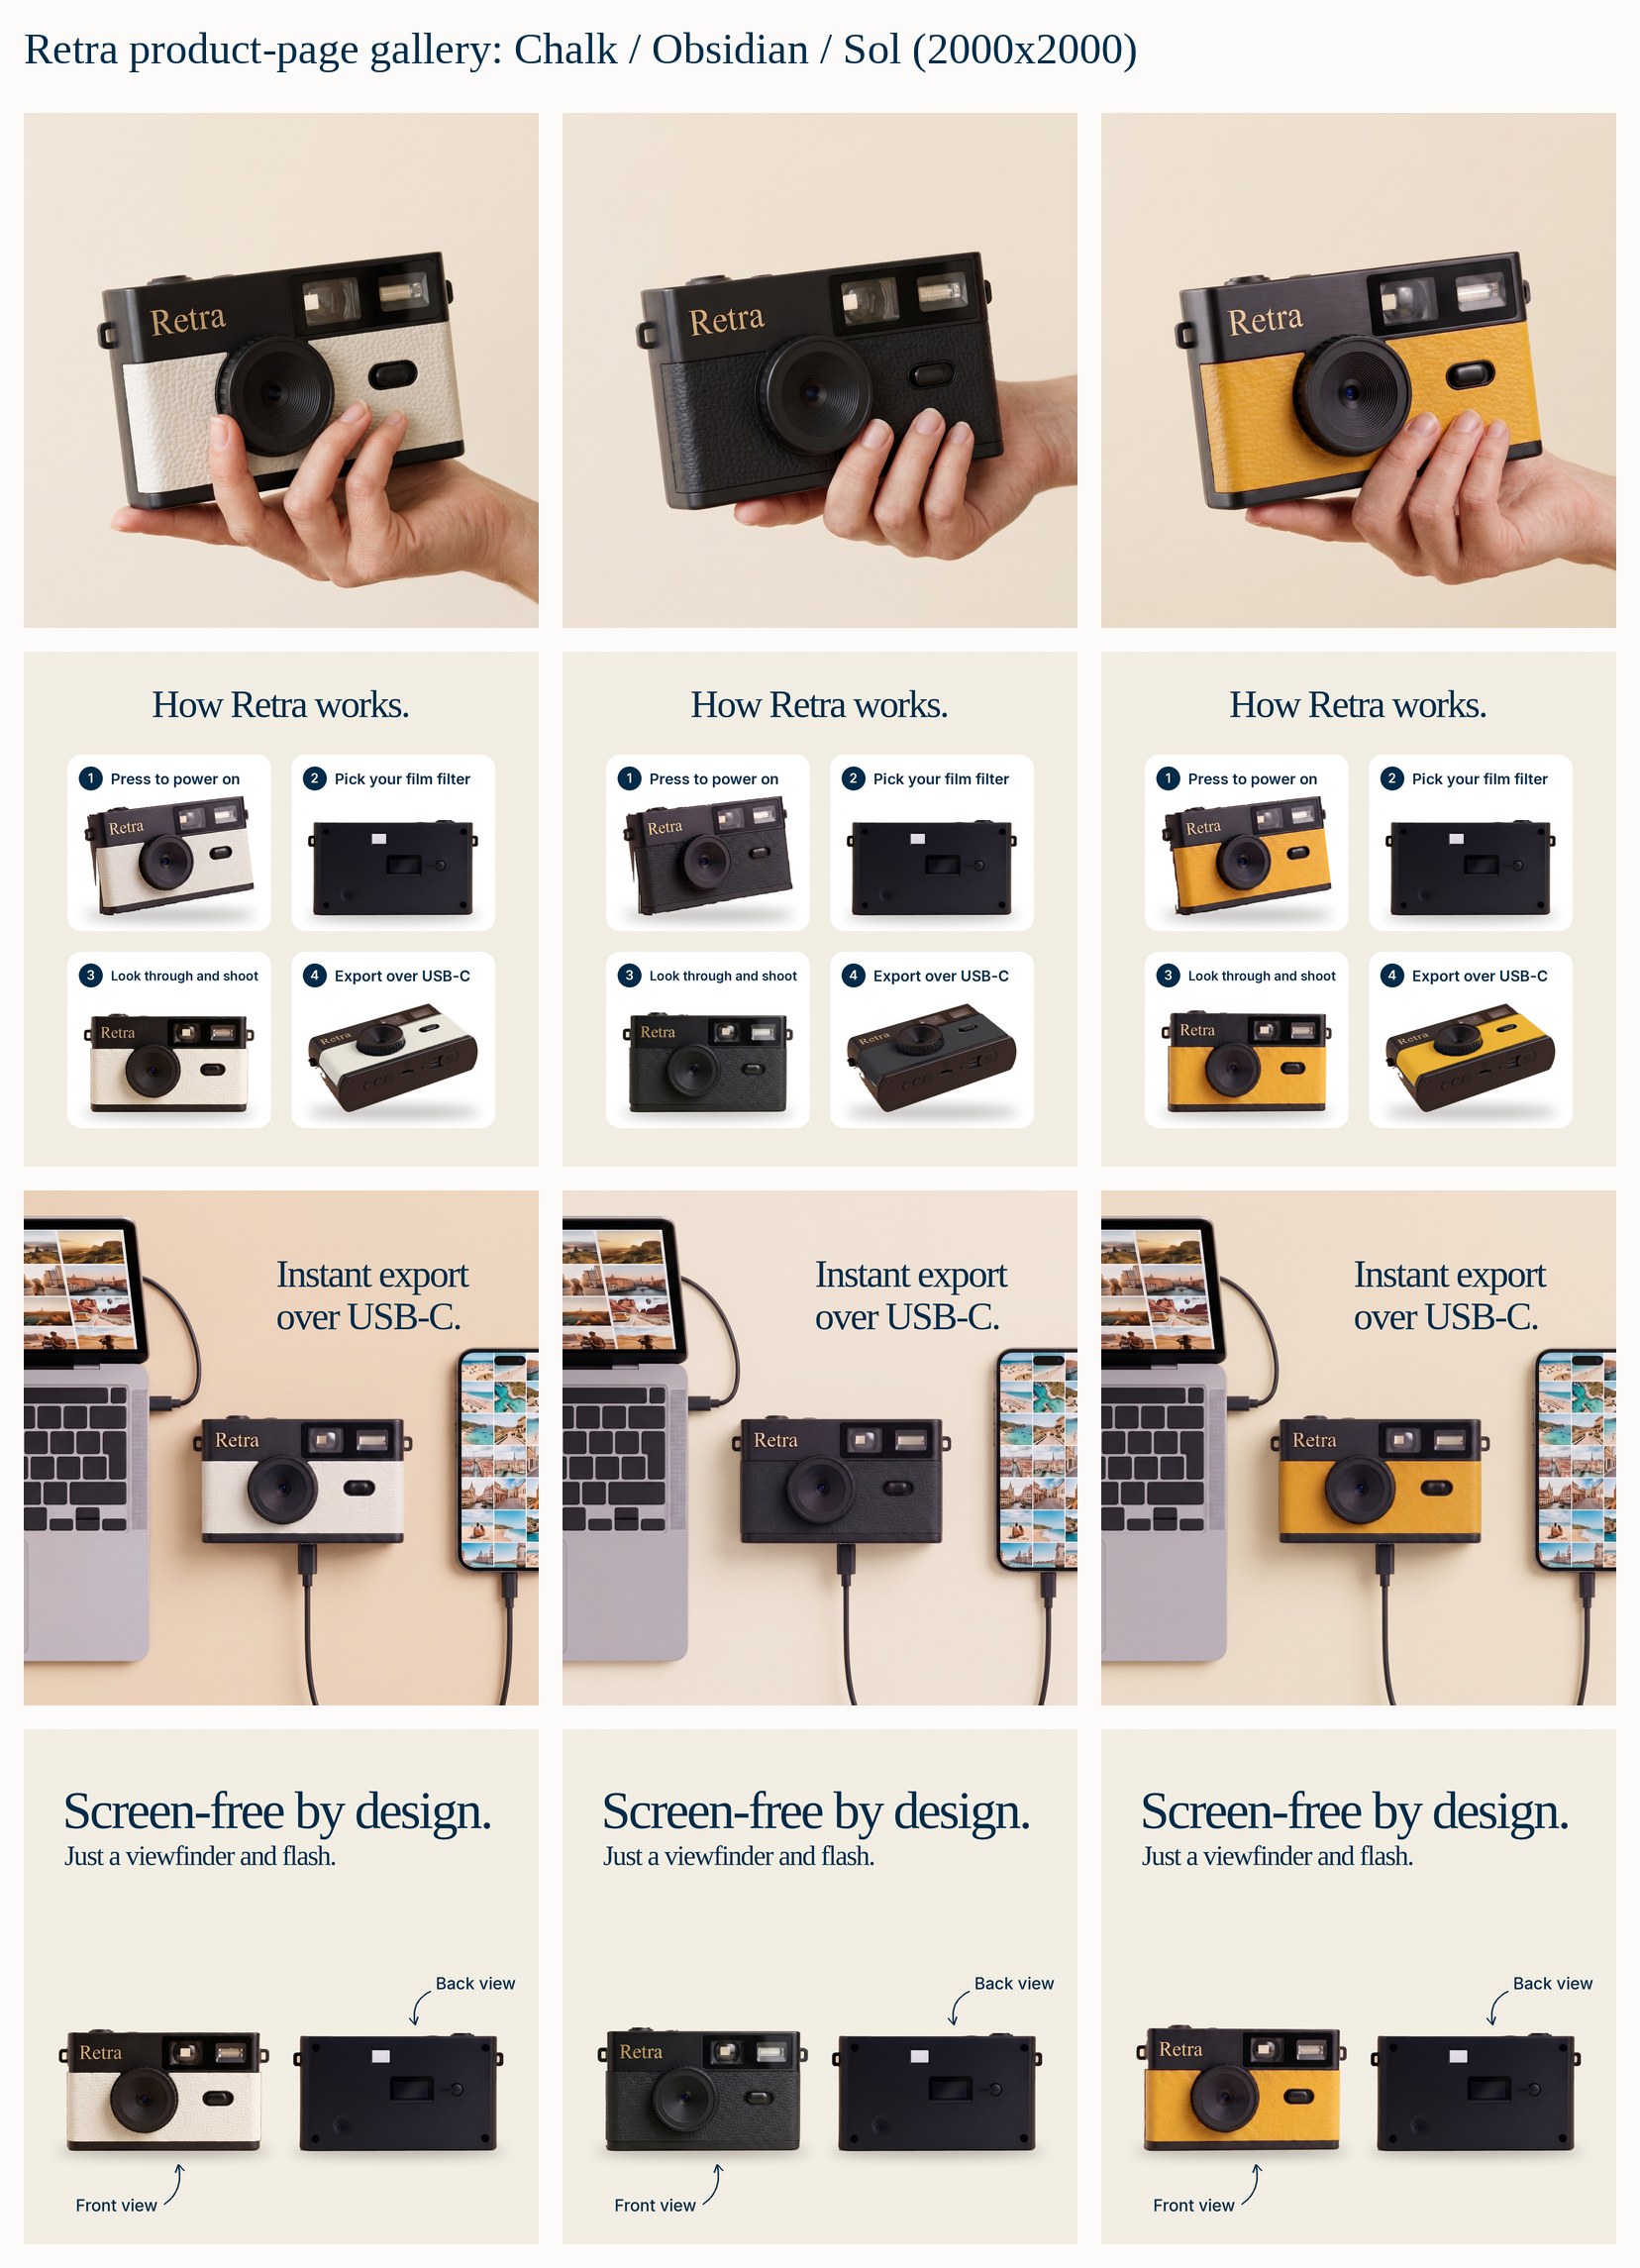 Retra product-page gallery: Chalk / Obsidian / Sol (2000x2000)
Retra
Retra
Retra
How Retra works.
1 Press to power on
Retra
2 Pick your film filter
3 Look through and shoot
Retra
4 Export over USB-C
Retra
How Retra works.
1 Press to power on
Retra
2 Pick your film filter
3 Look through and shoot
Retra
4 Export over USB-C
Retra
How Retra works.
1 Press to power on
Retra
2 Pick your film filter
3 Look through and shoot
Retra
4 Export over USB-C
Retra
Instant export
over USB-C.
Retra
Instant export
over USB-C.
Retra
Instant export
over USB-C.
Retra
Screen-free by design.
Just a viewfinder and flash.
Back view
Retra
Front view
Screen-free by design.
Just a viewfinder and flash.
Back view
Retra
Front view
Screen-free by design.
Just a viewfinder and flash.
Back view
Retra
Front view